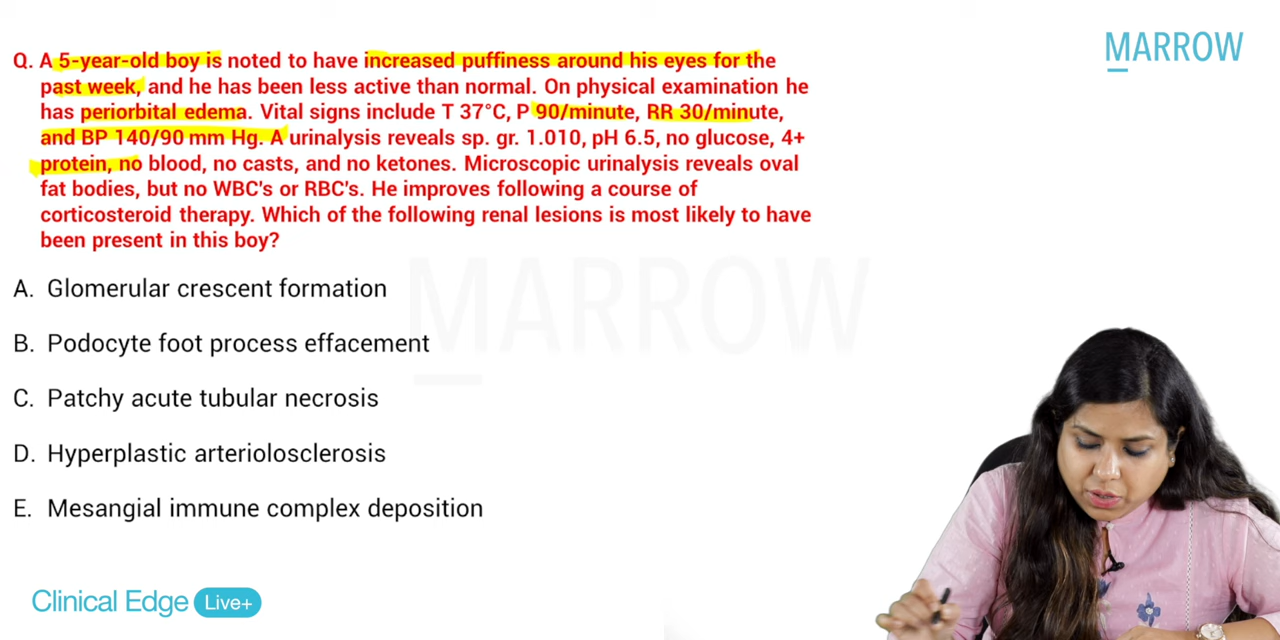 MARROW
Q. A 5-year-old boy is noted to have increased puffiness around his eyes for the
past week, and he has been less active than normal. On physical examination he
has periorbital edema. Vital signs include T 37°C, P 90/minute, RR 30/minute,
and BP 140/90 mm Hg. A urinalysis reveals sp. gr. 1.010, pH 6.5, no glucose, 4+
protein, no blood, no casts, and no ketones. Microscopic urinalysis reveals oval
fat bodies, but no WBC's or RBC's. He improves following a course of
corticosteroid therapy. Which of the following renal lesions is most likely to have
been present in this boy?
A. Glomerular crescent formation
B. Podocyte foot process effacement
C. Patchy acute tubular necrosis
D. Hyperplastic arteriolosclerosis
E. Mesangial immune complex deposition
MARROW
Clinical Edge Live+